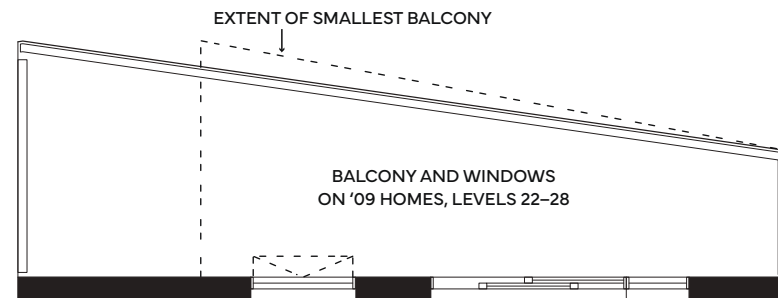 EXTENT OF SMALLEST BALCONY
BALCONY AND WINDOWS
ON ‘09 HOMES, LEVELS 22–28